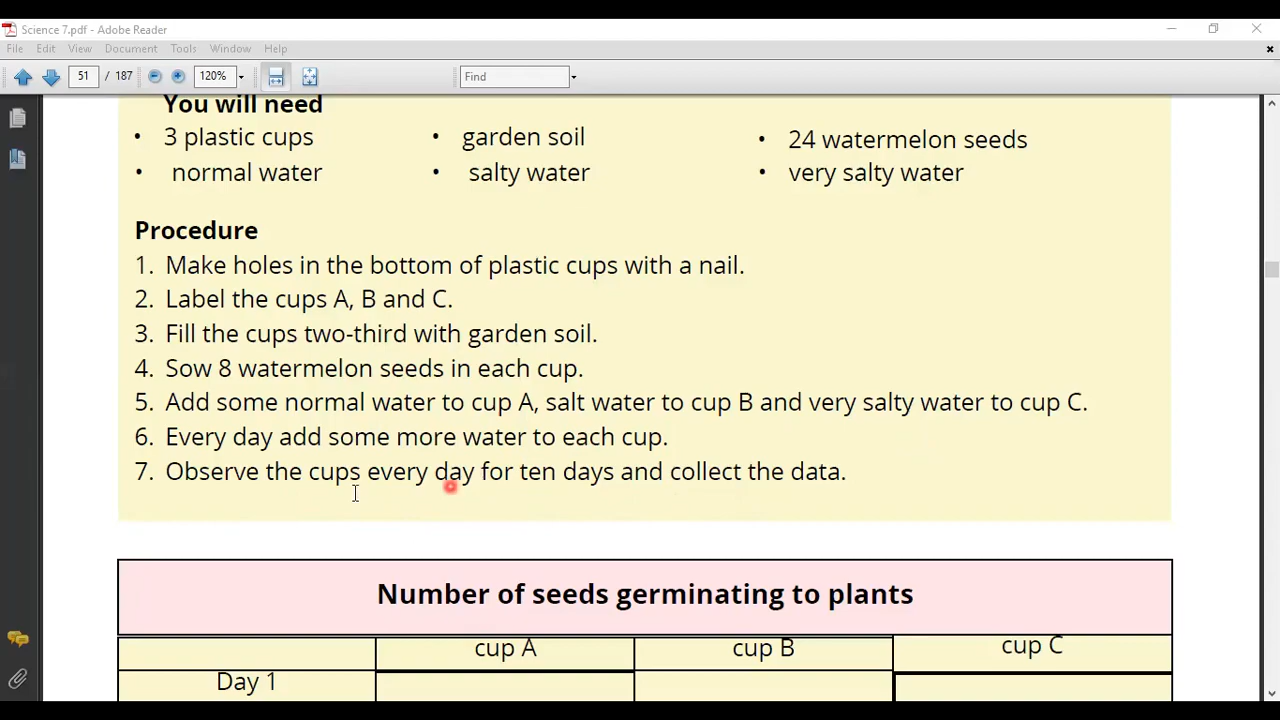 Science 7.pdf - Adobe Reader
File Edit View Document Tools Window Help
51 / 187 120% Find
You will need
• 3 plastic cups • garden soil • 24 watermelon seeds
• normal water • salty water • very salty water
Procedure
1. Make holes in the bottom of plastic cups with a nail.
2. Label the cups A, B and C.
3. Fill the cups two-third with garden soil.
4. Sow 8 watermelon seeds in each cup.
5. Add some normal water to cup A, salt water to cup B and very salty water to cup C.
6. Every day add some more water to each cup.
7. Observe the cups every day for ten days and collect the data.
Number of seeds germinating to plants
cup A cup B cup C
Day 1